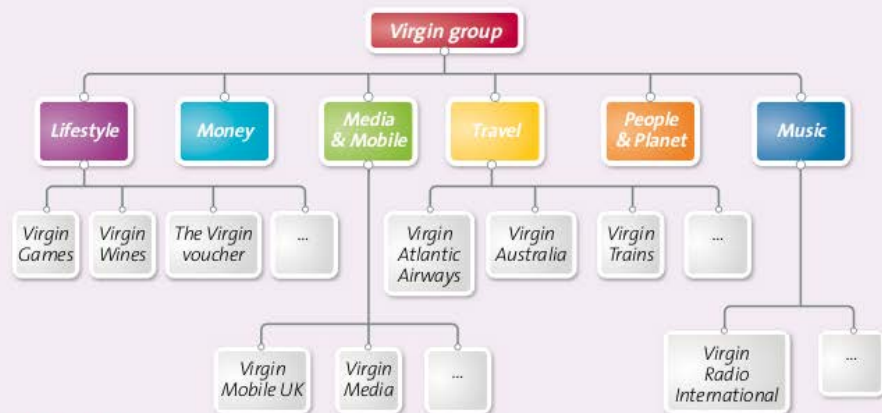 Virgin group
Lifestyle
Money
Media
& Mobile
Travel
People
& Planet
Music
Virgin
Games
Virgin
Wines
The Virgin
voucher
...
Virgin
Atlantic
Airways
Virgin
Australia
Virgin
Trains
...
Virgin
Mobile UK
Virgin
Media
...
Virgin
Radio
International
...